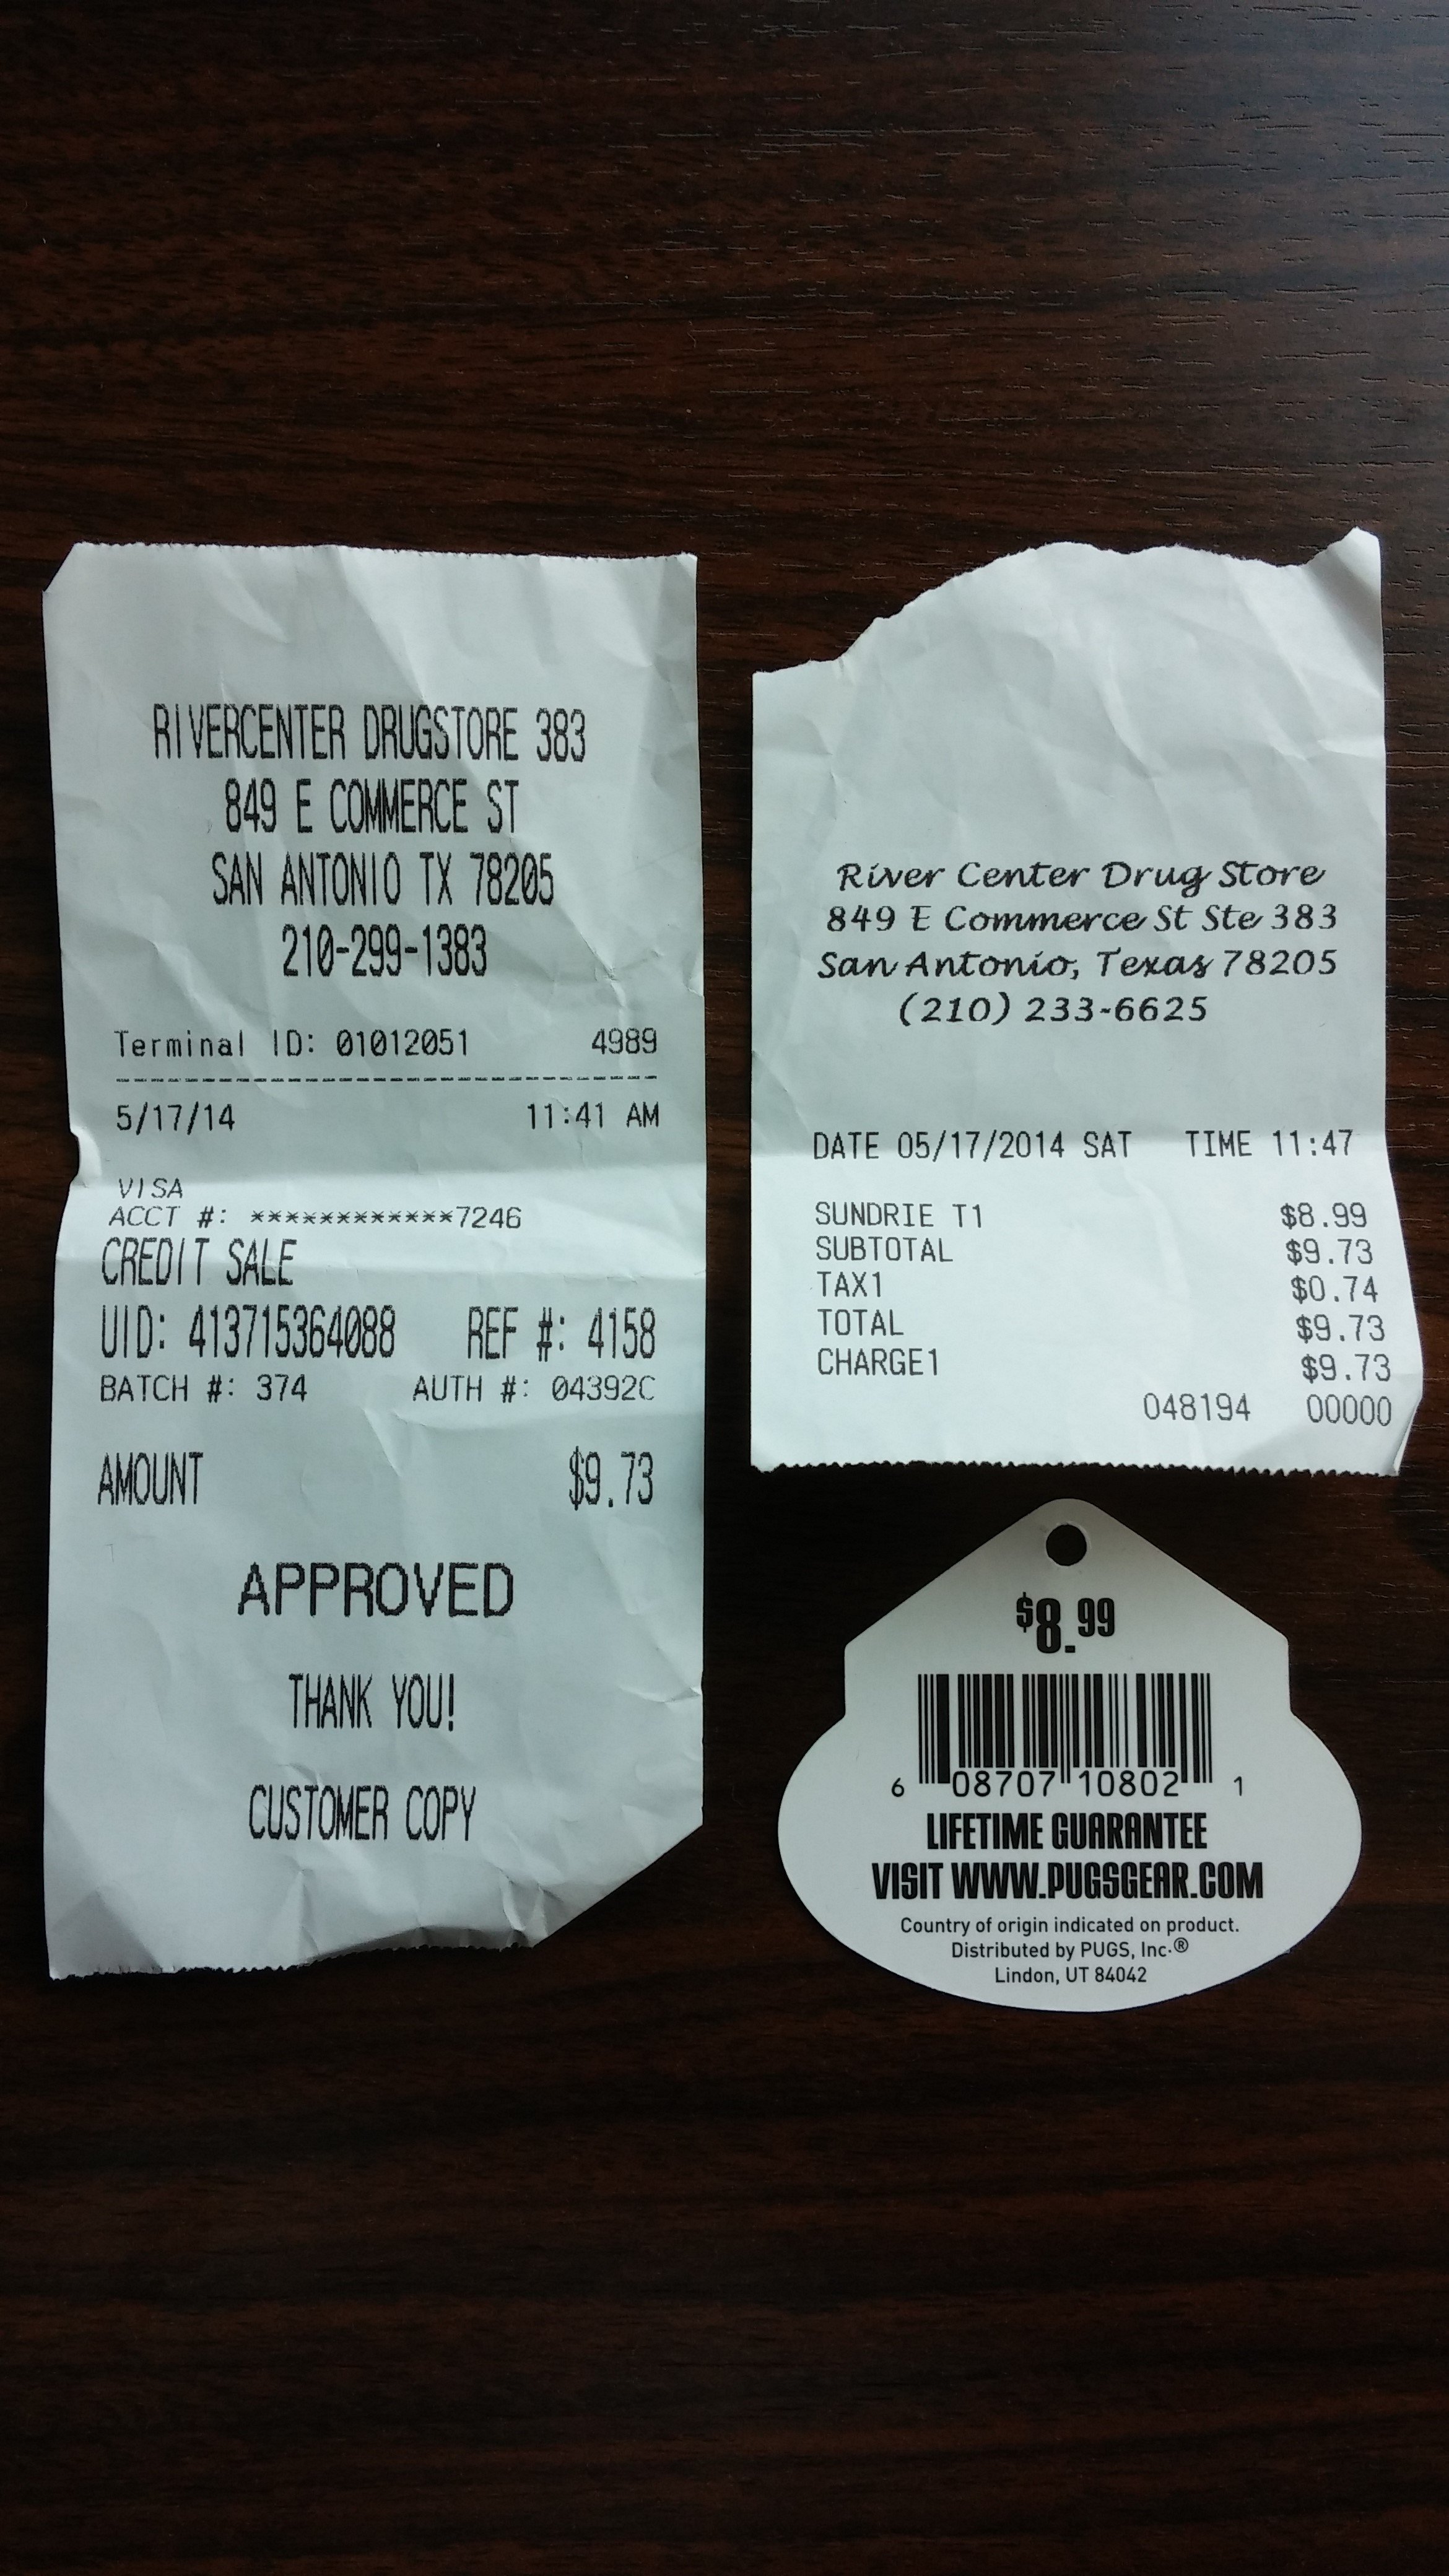 RIVERCENTER DRUGSTORE 383
849 E COMMERCE ST
SAN ANTONIO TX 78205
210-299-1383
Terminal ID: 01012051 4989
5/17/14 11:41 AM
VISA
ACCT #: ************7246
CREDIT SALE
UID: 413715364088 REF #: 4158
BATCH #: 374 AUTH #: 04392C
AMOUNT $9.73
APPROVED
THANK YOU!
CUSTOMER COPY
River Center Drug Store
849 E Commerce St Ste 383
San Antonio, Texas 78205
(210) 233-6625
DATE 05/17/2014 SAT TIME 11:47
SUNDRIE T1 $8.99
SUBTOTAL $9.73
TAX1 $0.74
TOTAL $9.73
CHARGE1 $9.73
048194 00000
$8.99
6 08707 10802 1
LIFETIME GUARANTEE
VISIT WWW.PUGSGEAR.COM
Country of origin indicated on product.
Distributed by PUGS, Inc.®
Lindon, UT 84042